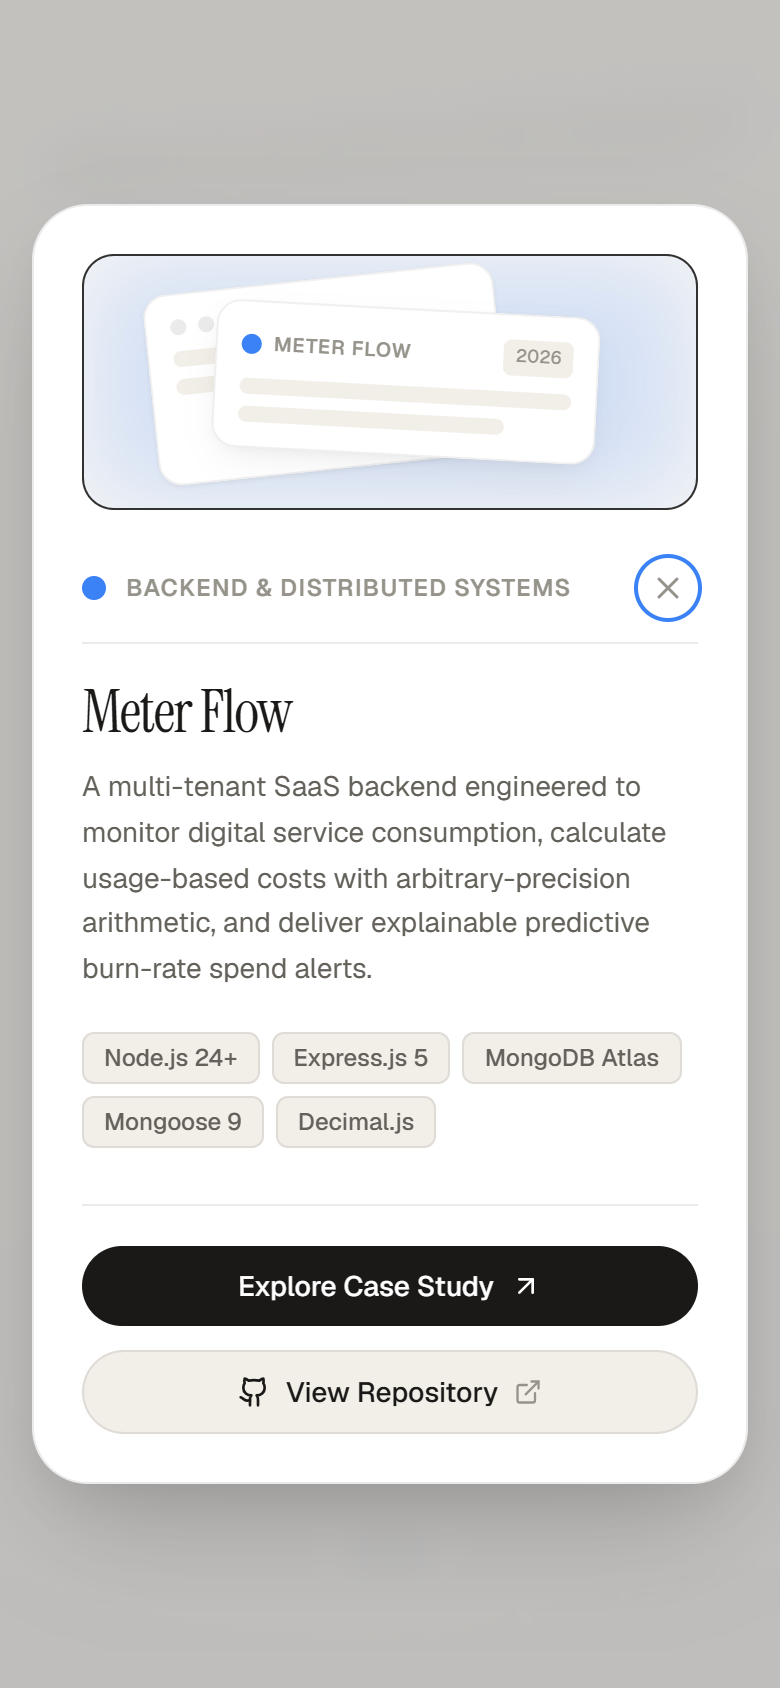 METER FLOW
2026
BACKEND & DISTRIBUTED SYSTEMS
Meter Flow
A multi-tenant SaaS backend engineered to
monitor digital service consumption, calculate
usage-based costs with arbitrary-precision
arithmetic, and deliver explainable predictive
burn-rate spend alerts.
Node.js 24+
Express.js 5
MongoDB Atlas
Mongoose 9
Decimal.js
Explore Case Study
View Repository